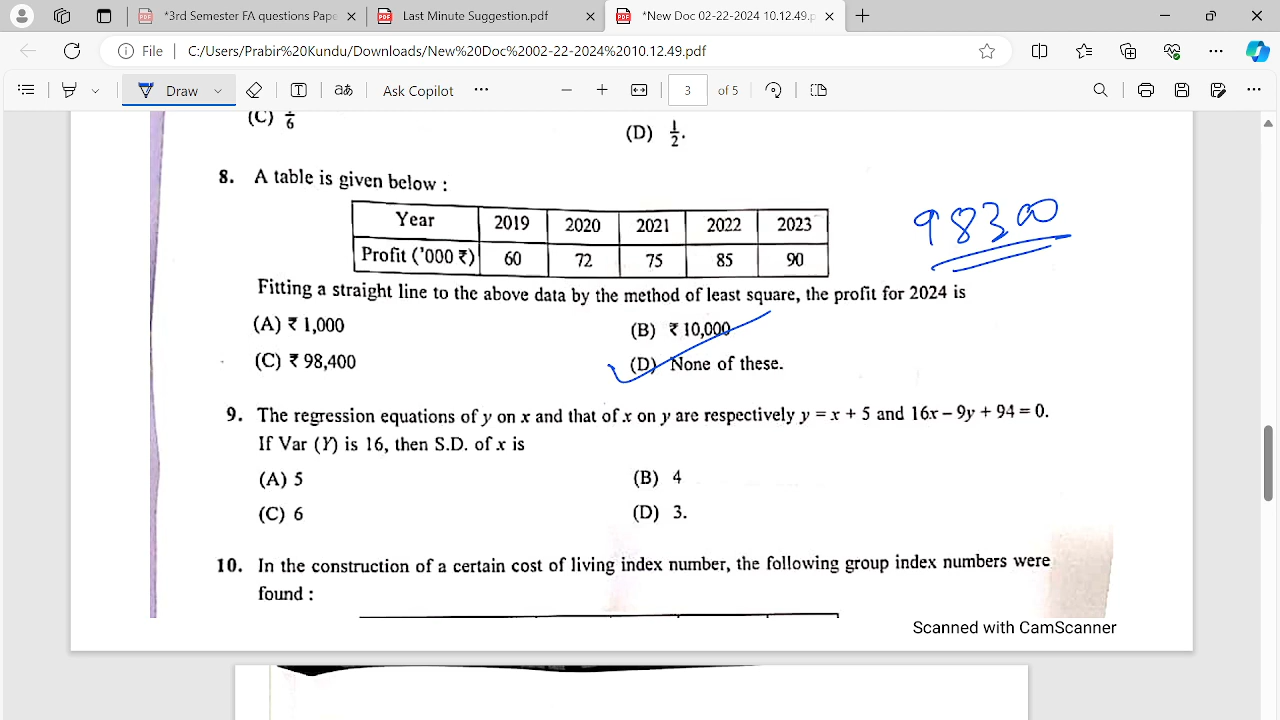 *3rd Semester FA questions Pape
Last Minute Suggestion.pdf
*New Doc 02-22-2024 10.12.49.p
File C:/Users/Prabir%20Kundu/Downloads/New%20Doc%2002-22-2024%2010.12.49.pdf
Draw aあ Ask Copilot 3 of 5
(C) 1/6
(D) 1/2.
8. A table is given below :
Year 2019 2020 2021 2022 2023
Profit ('000 ₹) 60 72 75 85 90
98300
Fitting a straight line to the above data by the method of least square, the profit for 2024 is
(A) ₹ 1,000 (B) ₹ 10,000
(C) ₹ 98,400 (D) None of these.
9. The regression equations of y on x and that of x on y are respectively y = x + 5 and 16x – 9y + 94 = 0.
If Var (Y) is 16, then S.D. of x is
(A) 5 (B) 4
(C) 6 (D) 3.
10. In the construction of a certain cost of living index number, the following group index numbers were
found :
Scanned with CamScanner